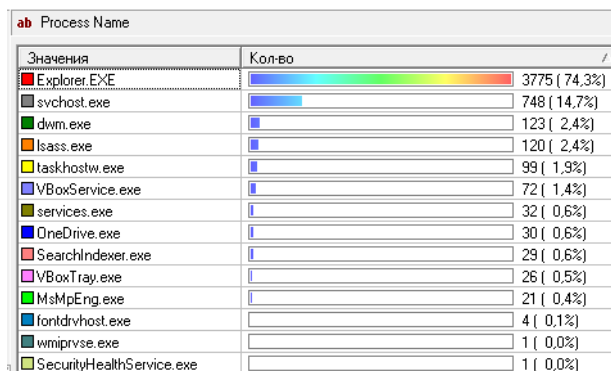 ab Process Name
Значения Кол-во /
Explorer.EXE 3775 ( 74,3%)
svchost.exe 748 ( 14,7%)
dwm.exe 123 ( 2,4%)
lsass.exe 120 ( 2,4%)
taskhostw.exe 99 ( 1,9%)
VBoxService.exe 72 ( 1,4%)
services.exe 32 ( 0,6%)
OneDrive.exe 30 ( 0,6%)
SearchIndexer.exe 29 ( 0,6%)
VBoxTray.exe 26 ( 0,5%)
MsMpEng.exe 21 ( 0,4%)
fontdrvhost.exe 4 ( 0,1%)
wmiprvse.exe 1 ( 0,0%)
SecurityHealthService.exe 1 ( 0,0%)